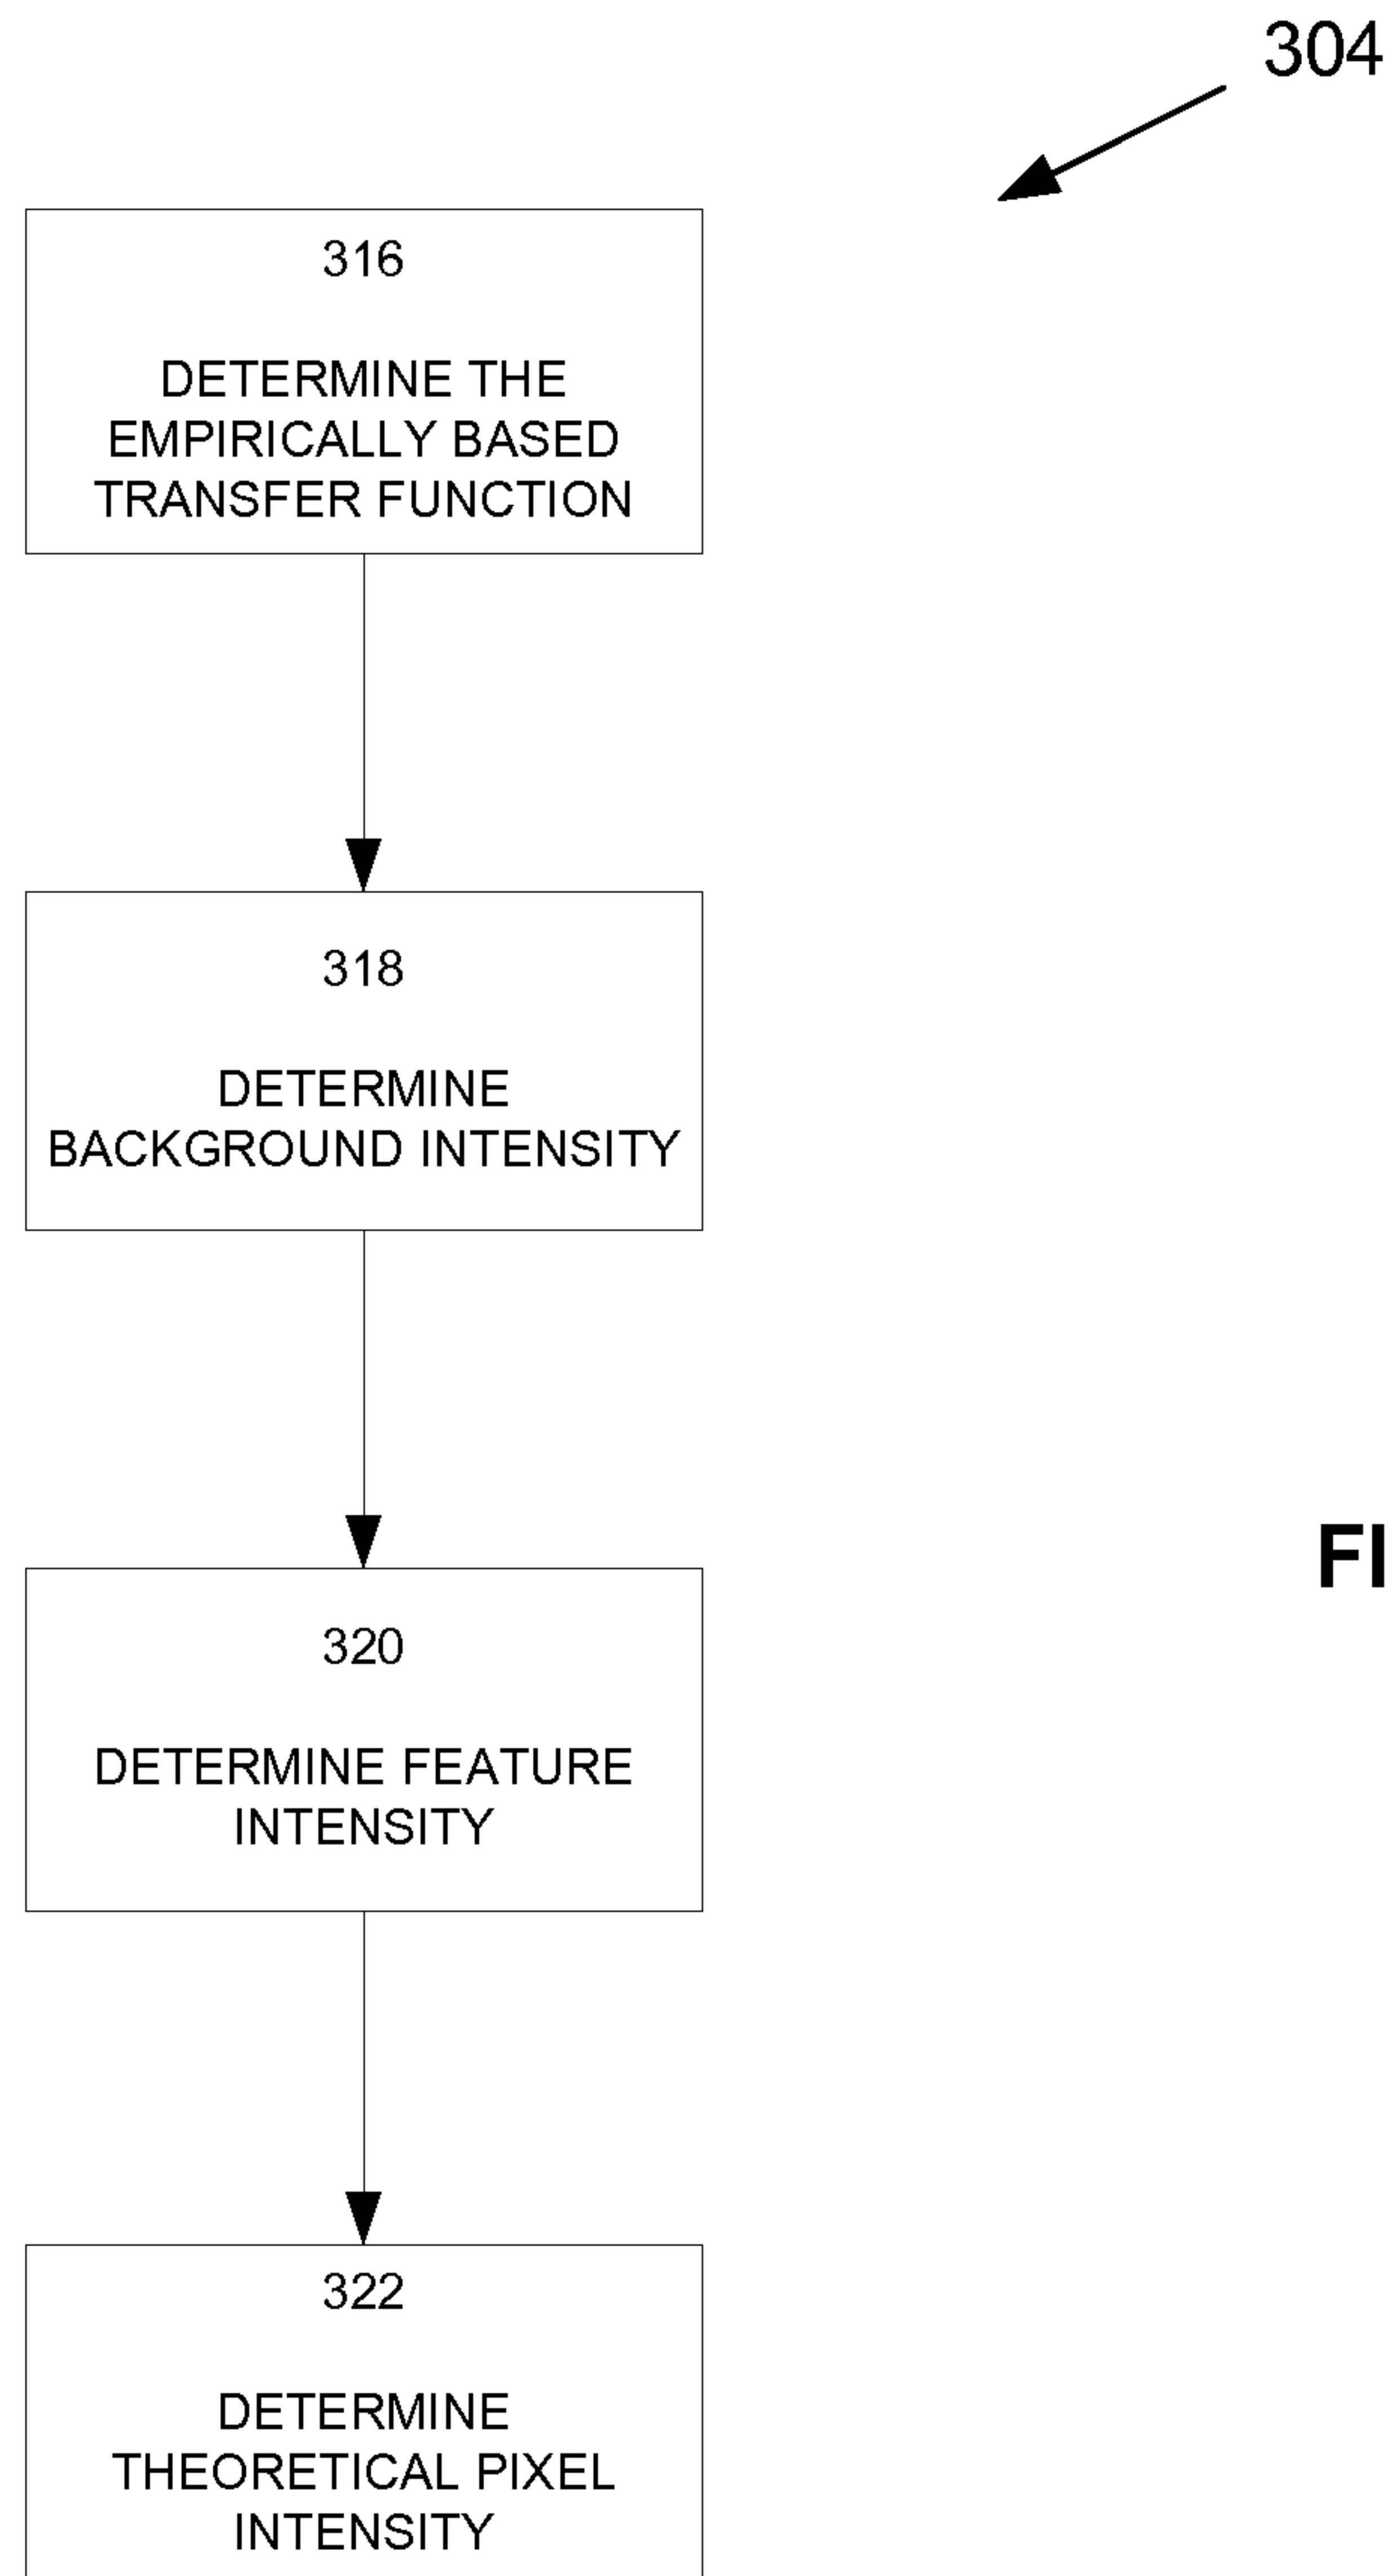 304
316
DETERMINE THE
EMPIRICALLY BASED
TRANSFER FUNCTION
318
DETERMINE
BACKGROUND INTENSITY
320
DETERMINE FEATURE
INTENSITY
FI
322
DETERMINE
THEORETICAL PIXEL
INTENSITY